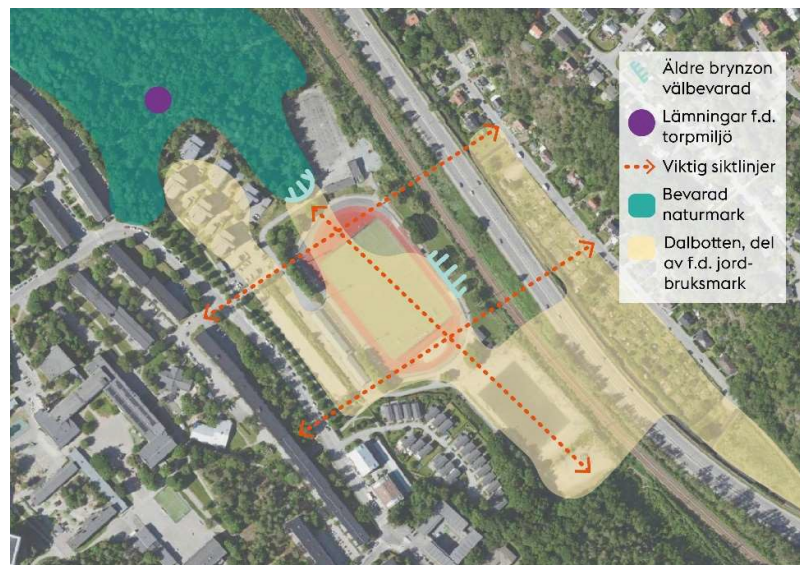 Äldre brynzon
välbevarad
Lämningar f.d.
torpmiljö
Viktig siktlinjer
Bevarad
naturmark
Dalbotten, del
av f.d. jord-
bruksmark